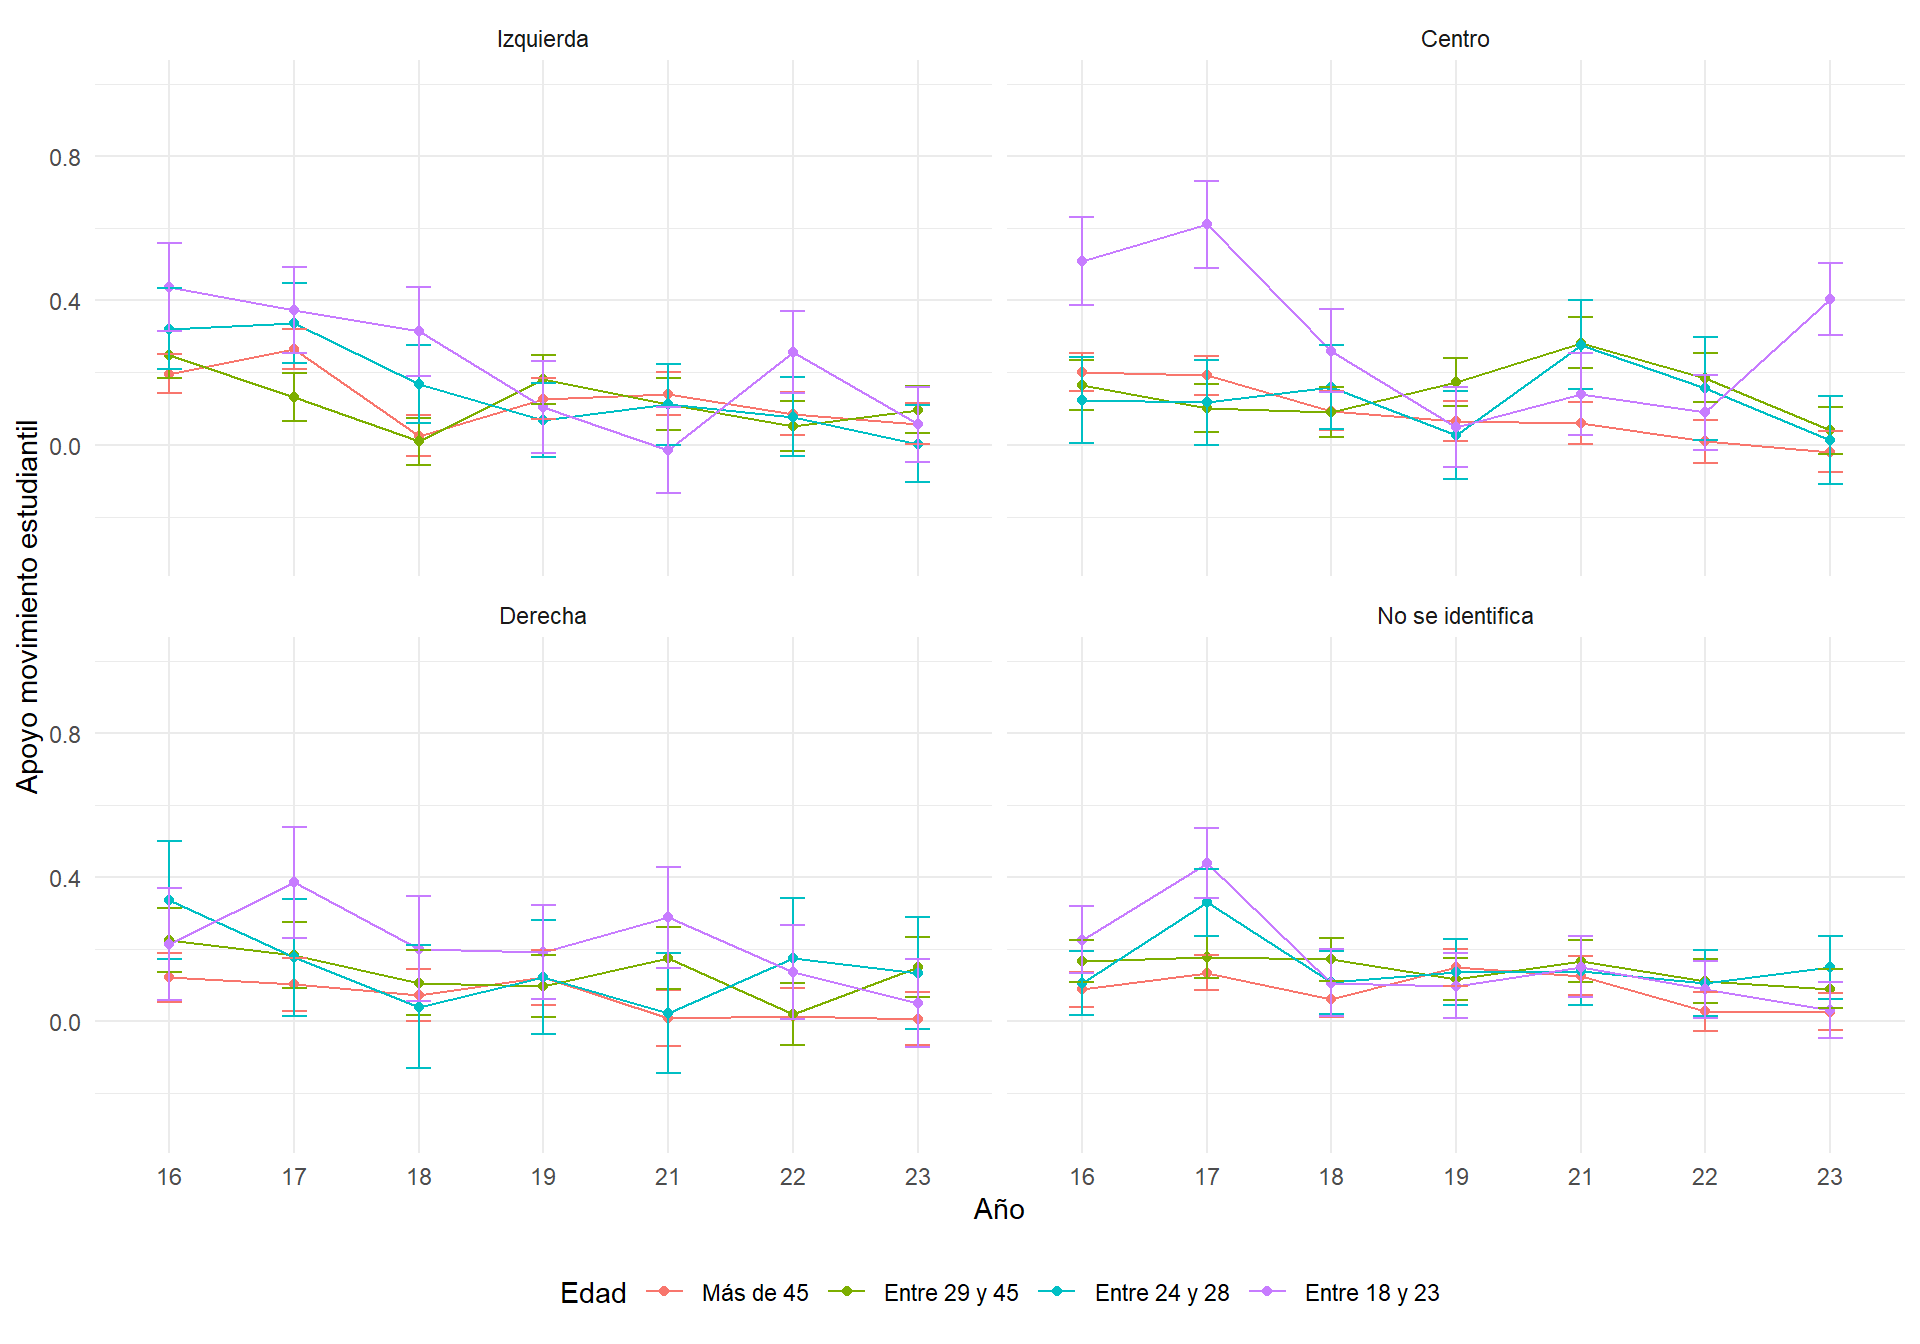 Izquierda
Centro
0.8
0.4
0.0
Apoyo movimiento estudiantil
Derecha
No se identifica
0.8
0.4
0.0
16 17 18 19 21 22 23
16 17 18 19 21 22 23
Año
Edad Más de 45 Entre 29 y 45 Entre 24 y 28 Entre 18 y 23